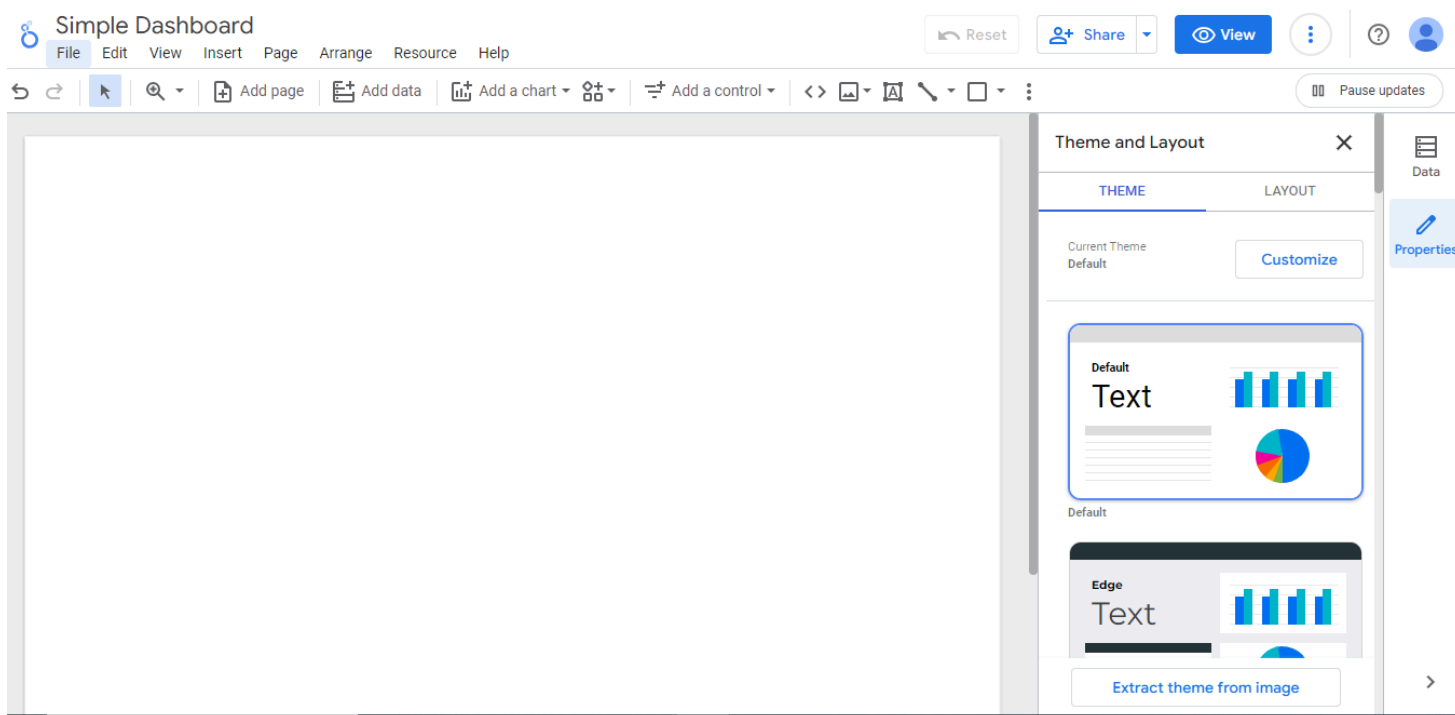 Simple Dashboard
File Edit View Insert Page Arrange Resource Help
Reset Share View
Add page Add data Add a chart Add a control Pause updates
Theme and Layout
THEME LAYOUT
Current Theme
Default
Customize
Default
Text
Default
Edge
Text
Extract theme from image
Data
Properties